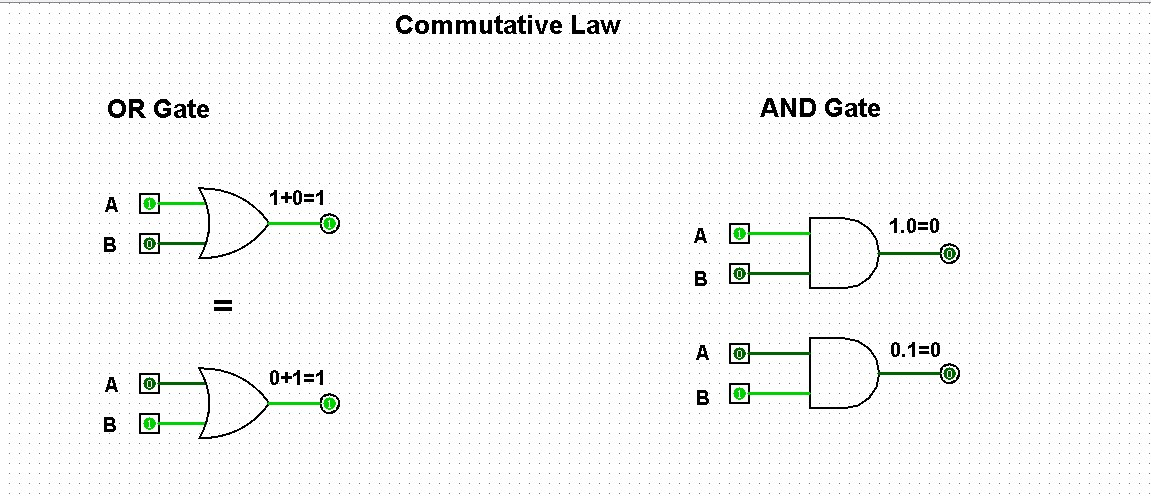 Commutative Law
OR Gate
AND Gate
A 1
1+0=1
1
B 0
=
A 0
0+1=1
1
B 1
A 1
1.0=0
0
B 0
A 0
0.1=0
0
B 1